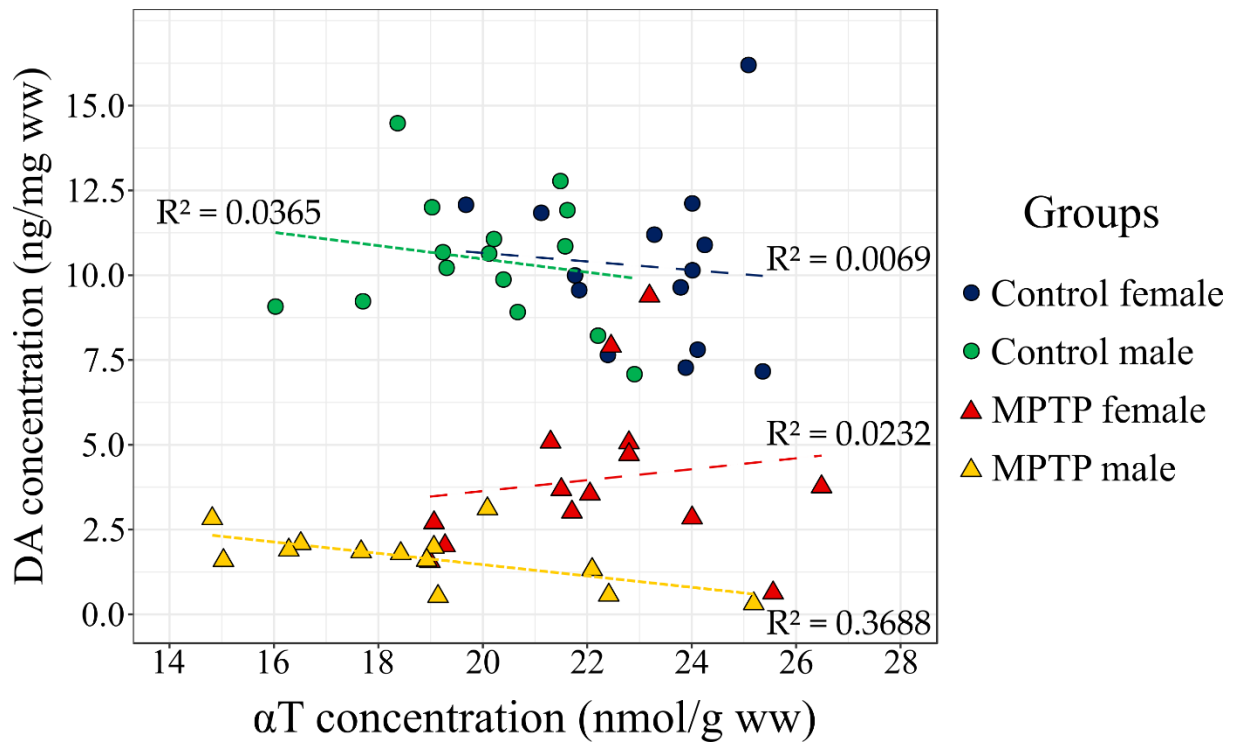 DA concentration (ng/mg ww)
15.0
12.5
10.0
7.5
5.0
2.5
0.0
R² = 0.0365
R² = 0.0069
R² = 0.0232
R² = 0.3688
14 16 18 20 22 24 26 28
αT concentration (nmol/g ww)
Groups
Control female
Control male
MPTP female
MPTP male